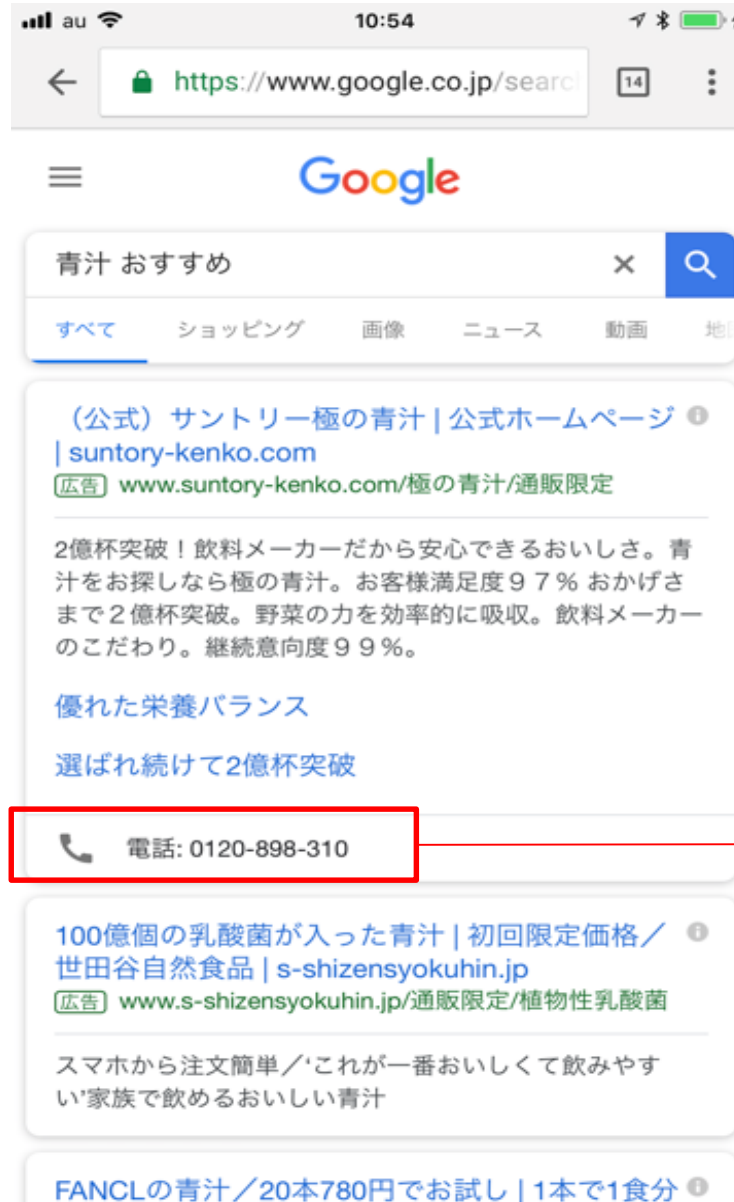 au 10:54
https://www.google.co.jp/searc
14
Google
青汁 おすすめ
すべて ショッピング 画像 ニュース 動画
（公式）サントリー極の青汁 | 公式ホームページ
| suntory-kenko.com
広告 www.suntory-kenko.com/極の青汁/通販限定
2億杯突破！飲料メーカーだから安心できるおいしさ。青
汁をお探しなら極の青汁。お客様満足度９７% おかげさ
まで２億杯突破。野菜の力を効率的に吸収。飲料メーカー
のこだわり。継続意向度９９%。
優れた栄養バランス
選ばれ続けて2億杯突破
電話: 0120-898-310
100億個の乳酸菌が入った青汁 | 初回限定価格／
世田谷自然食品 | s-shizensyokuhin.jp
広告 www.s-shizensyokuhin.jp/通販限定/植物性乳酸菌
スマホから注文簡単／‘これが一番おいしくて飲みやす
い’家族で飲めるおいしい青汁
FANCLの青汁／20本780円でお試し | 1本で1食分